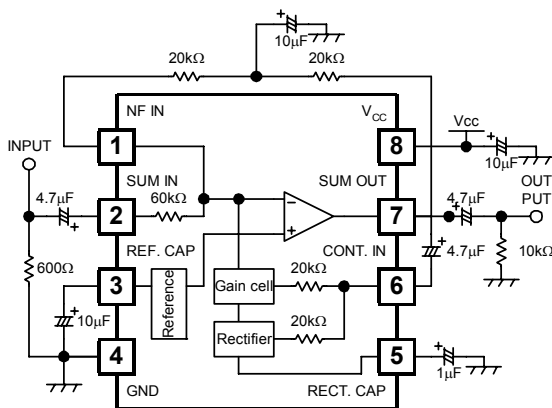 20kΩ
10μF
20kΩ
NF IN
VCC
1
8
Vcc
10μF
INPUT
4.7μF
SUM IN
60kΩ
2
SUM OUT
7
4.7μF
OUT
PUT
REF. CAP
600Ω
3
10μF
Reference
Gain cell
20kΩ
CONT. IN
6
4.7μF
10kΩ
Rectifier
20kΩ
4
GND
5
RECT. CAP
1μF